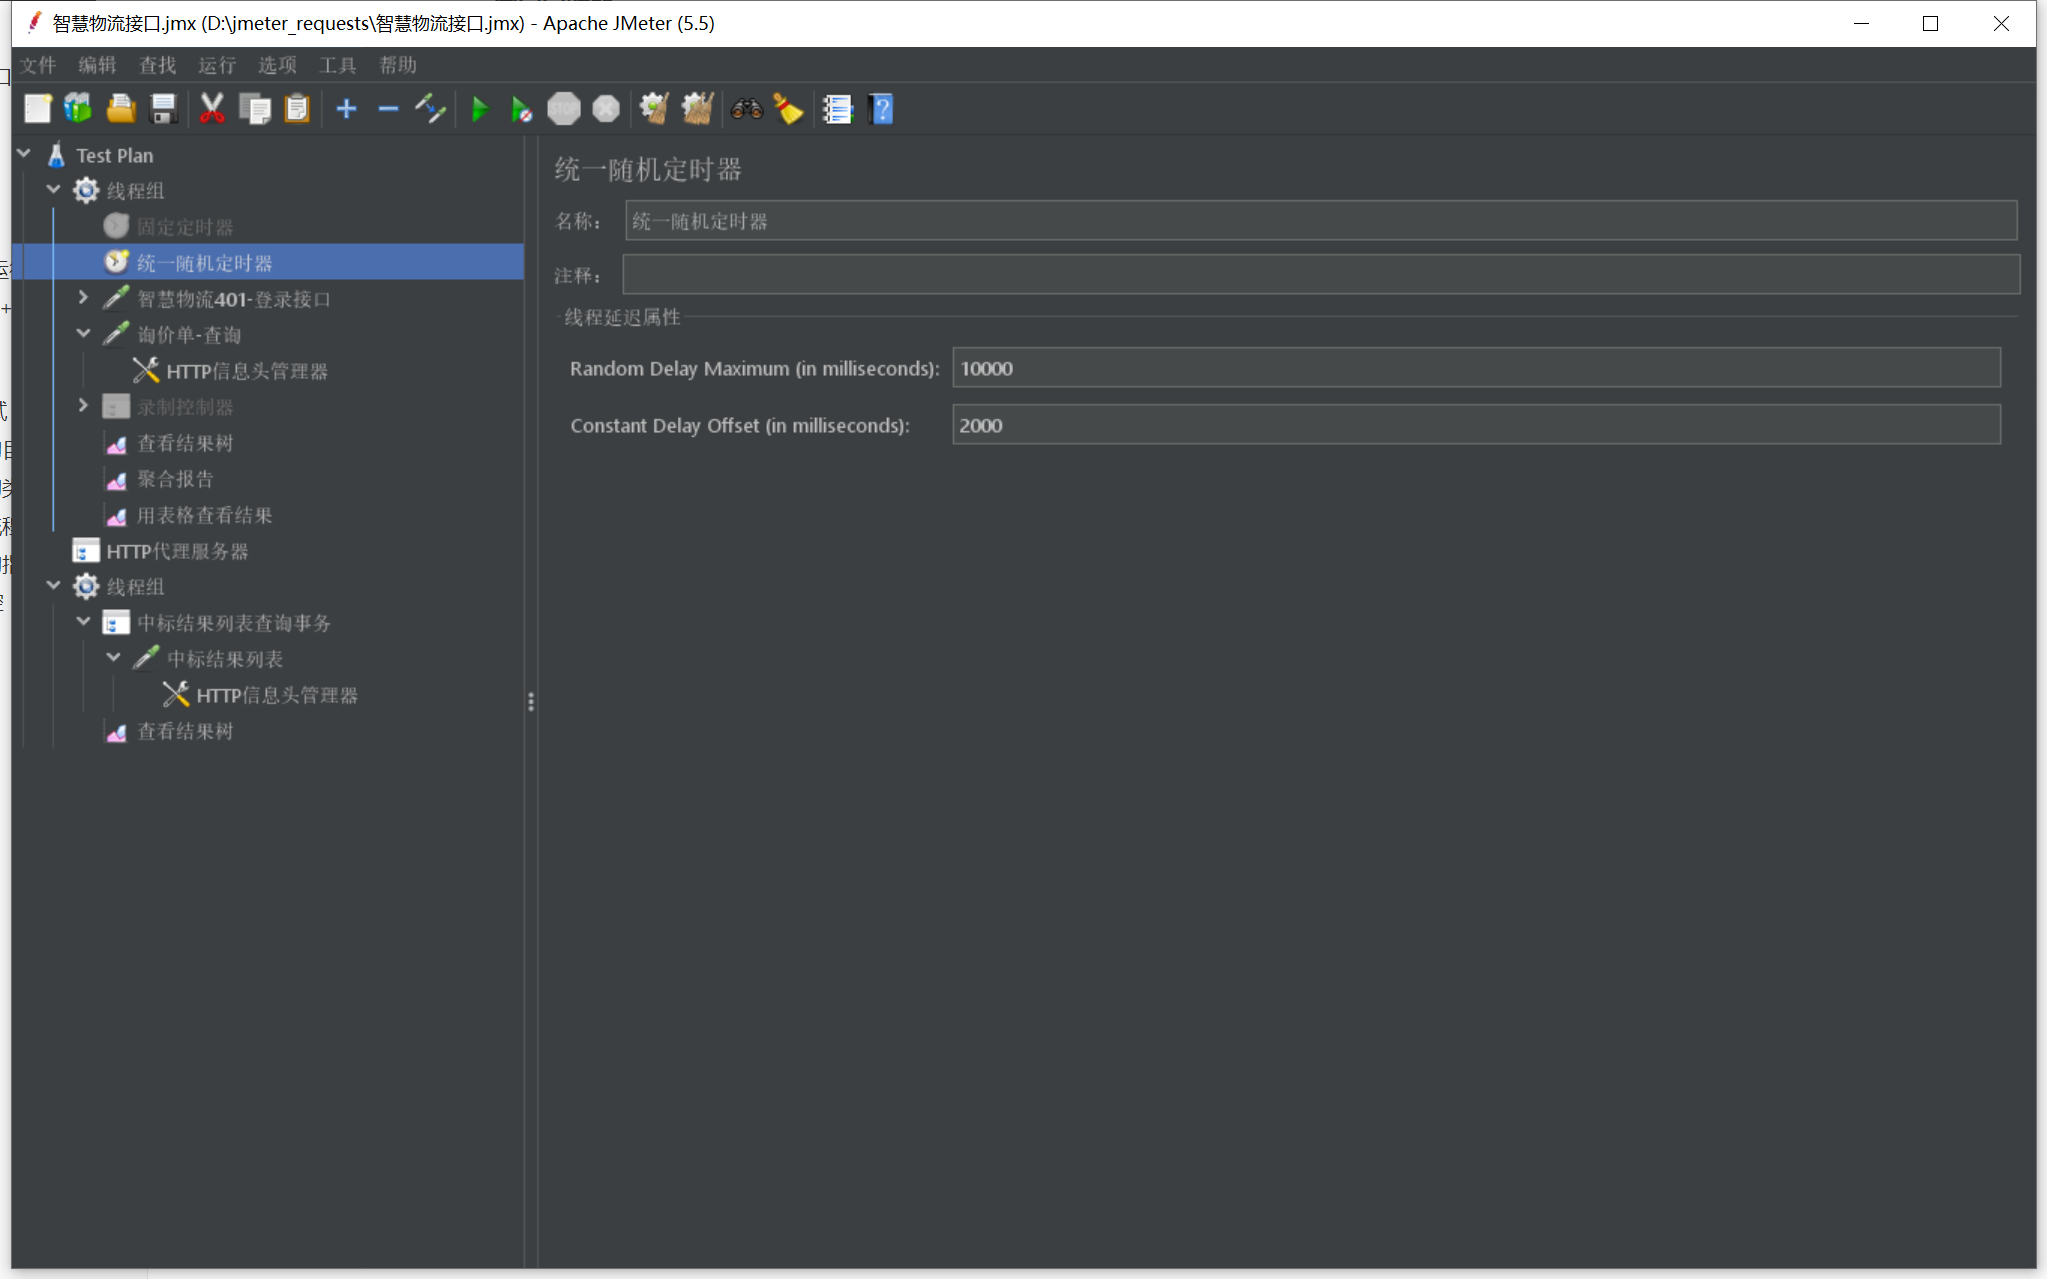 智慧物流接口.jmx (D:\jmeter_requests\智慧物流接口.jmx) - Apache JMeter (5.5)
文件 编辑 查找 运行 选项 工具 帮助
STOP
Test Plan
线程组
固定定时器
统一随机定时器
智慧物流401-登录接口
询价单-查询
HTTP信息头管理器
录制控制器
查看结果树
聚合报告
用表格查看结果
HTTP代理服务器
线程组
中标结果列表查询事务
中标结果列表
HTTP信息头管理器
查看结果树
统一随机定时器
名称： 统一随机定时器
注释：
线程延迟属性
Random Delay Maximum (in milliseconds): 10000
Constant Delay Offset (in milliseconds): 2000